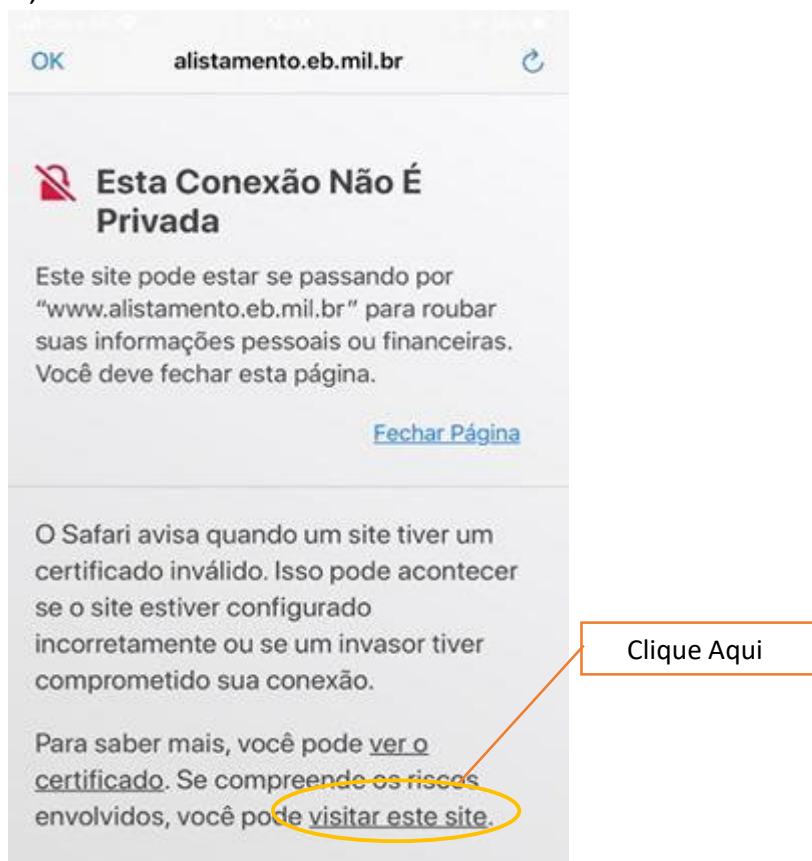 OK alistamento.eb.mil.br
Esta Conexão Não É
Privada
Este site pode estar se passando por
“www.alistamento.eb.mil.br” para roubar
suas informações pessoais ou financeiras.
Você deve fechar esta página.
Fechar Página
O Safari avisa quando um site tiver um
certificado inválido. Isso pode acontecer
se o site estiver configurado
incorretamente ou se um invasor tiver
comprometido sua conexão.
Clique Aqui
Para saber mais, você pode ver o
certificado. Se compreende os riscos
envolvidos, você pode visitar este site.